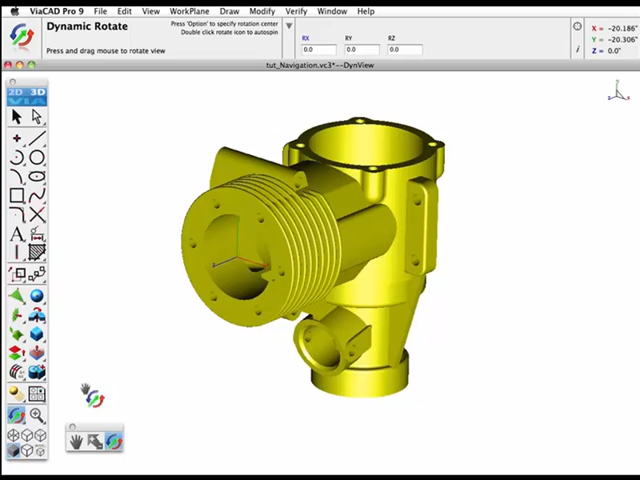 ViaCAD Pro 9 File Edit View WorkPlane Draw Modify Verify Window Help
Dynamic Rotate
Press 'Option' to specify rotation center
Double click rotate icon to autospin
Press and drag mouse to rotate view
RX RY RZ
0.0 0.0 0.0
X = -20.186"
Y = -20.306"
Z = 0.0"
tut_Navigation.vc3*--DynView
2D 3D
VIA
A